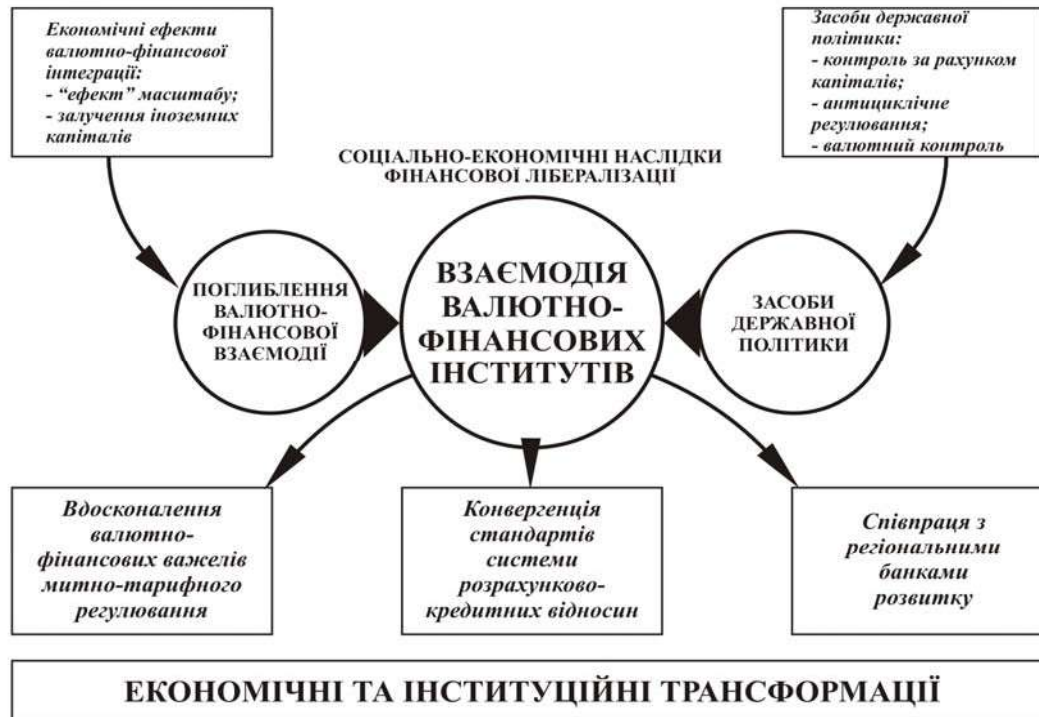 Економічні ефекти
валютно-фінансової
інтеграції:
- “ефект” масштабу;
- залучення іноземних
капіталів
Засоби державної
політики:
- контроль за рахунком
капіталів;
- антициклічне
регулювання;
- валютний контроль
СОЦІАЛЬНО-ЕКОНОМІЧНІ НАСЛІДКИ
ФІНАНСОВОЇ ЛІБЕРАЛІЗАЦІЇ
ПОГЛИБЛЕННЯ
ВАЛЮТНО-
ФІНАНСОВОЇ
ВЗАЄМОДІЇ
ВЗАЄМОДІЯ
ВАЛЮТНО-
ФІНАНСОВИХ
ІНСТИТУТІВ
ЗАСОБИ
ДЕРЖАВНОЇ
ПОЛІТИКИ
Вдосконалення
валютно-
фінансових важелів
митно-тарифного
регулювання
Конвергенція
стандартів
системи
розрахунково-
кредитних відносин
Співпраця з
регіональними
банками
розвитку
ЕКОНОМІЧНІ ТА ІНСТИТУЦІЙНІ ТРАНСФОРМАЦІЇ